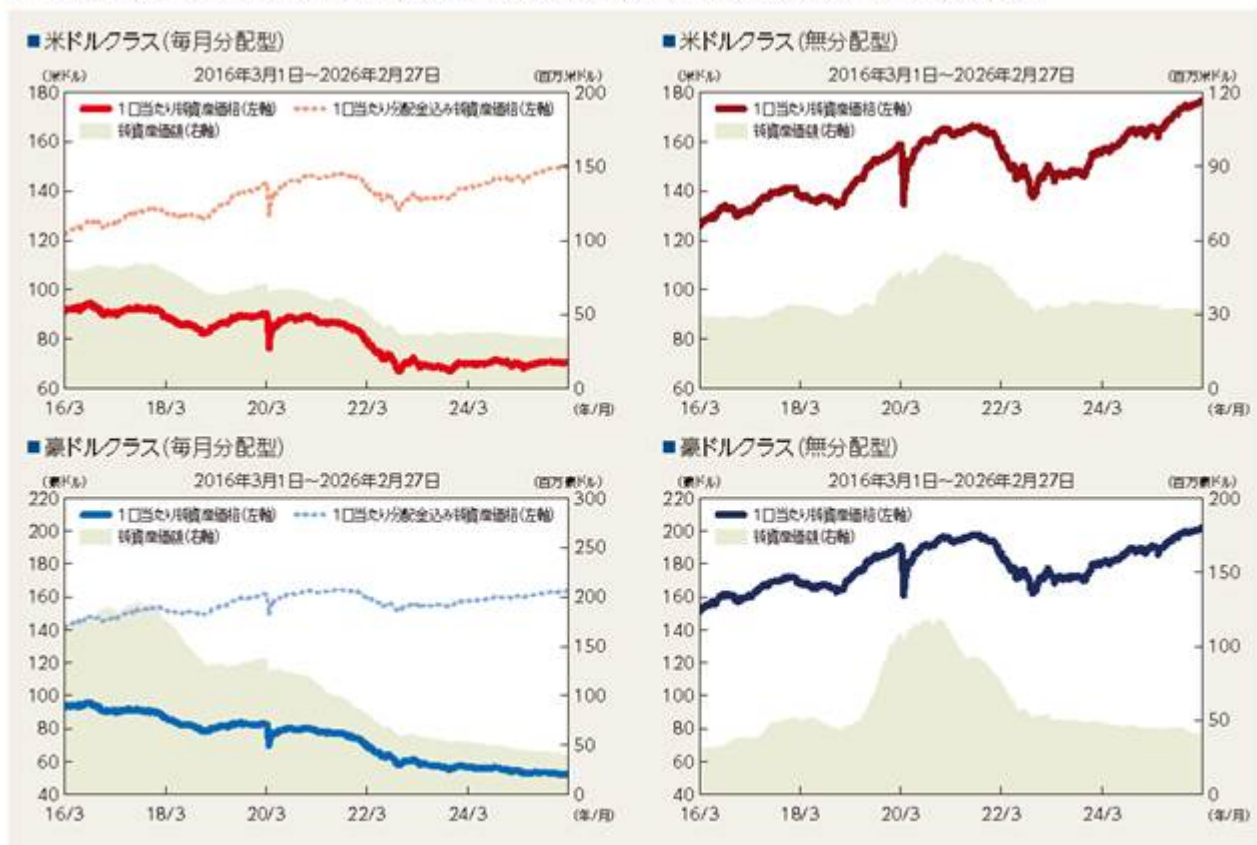 ■米ドルクラス(毎月分配型)
(米ドル) 2016年3月1日～2026年2月27日 (百万米ドル)
1口当たり純資産価格(左軸) 1口当たり分配金込み純資産価格(左軸)
純資産価額(右軸)
180 200
160 150
140
120 100
100
80 50
60 0
16/3 18/3 20/3 22/3 24/3 (年/月)
■米ドルクラス(無分配型)
(米ドル) 2016年3月1日～2026年2月27日 (百万米ドル)
1口当たり純資産価格(左軸)
純資産価額(右軸)
180 120
160 90
140
120 60
100
80 30
60 0
16/3 18/3 20/3 22/3 24/3 (年/月)
■豪ドルクラス(毎月分配型)
(豪ドル) 2016年3月1日～2026年2月27日 (百万豪ドル)
1口当たり純資産価格(左軸) 1口当たり分配金込み純資産価格(左軸)
純資産価額(右軸)
220 300
200 250
180
160 200
140 150
120
100 100
80 50
60
40 0
16/3 18/3 20/3 22/3 24/3 (年/月)
■豪ドルクラス(無分配型)
(豪ドル) 2016年3月1日～2026年2月27日 (百万豪ドル)
1口当たり純資産価格(左軸)
純資産価額(右軸)
220 200
200
180 150
160
140 100
120
100
80 50
60
40 0
16/3 18/3 20/3 22/3 24/3 (年/月)